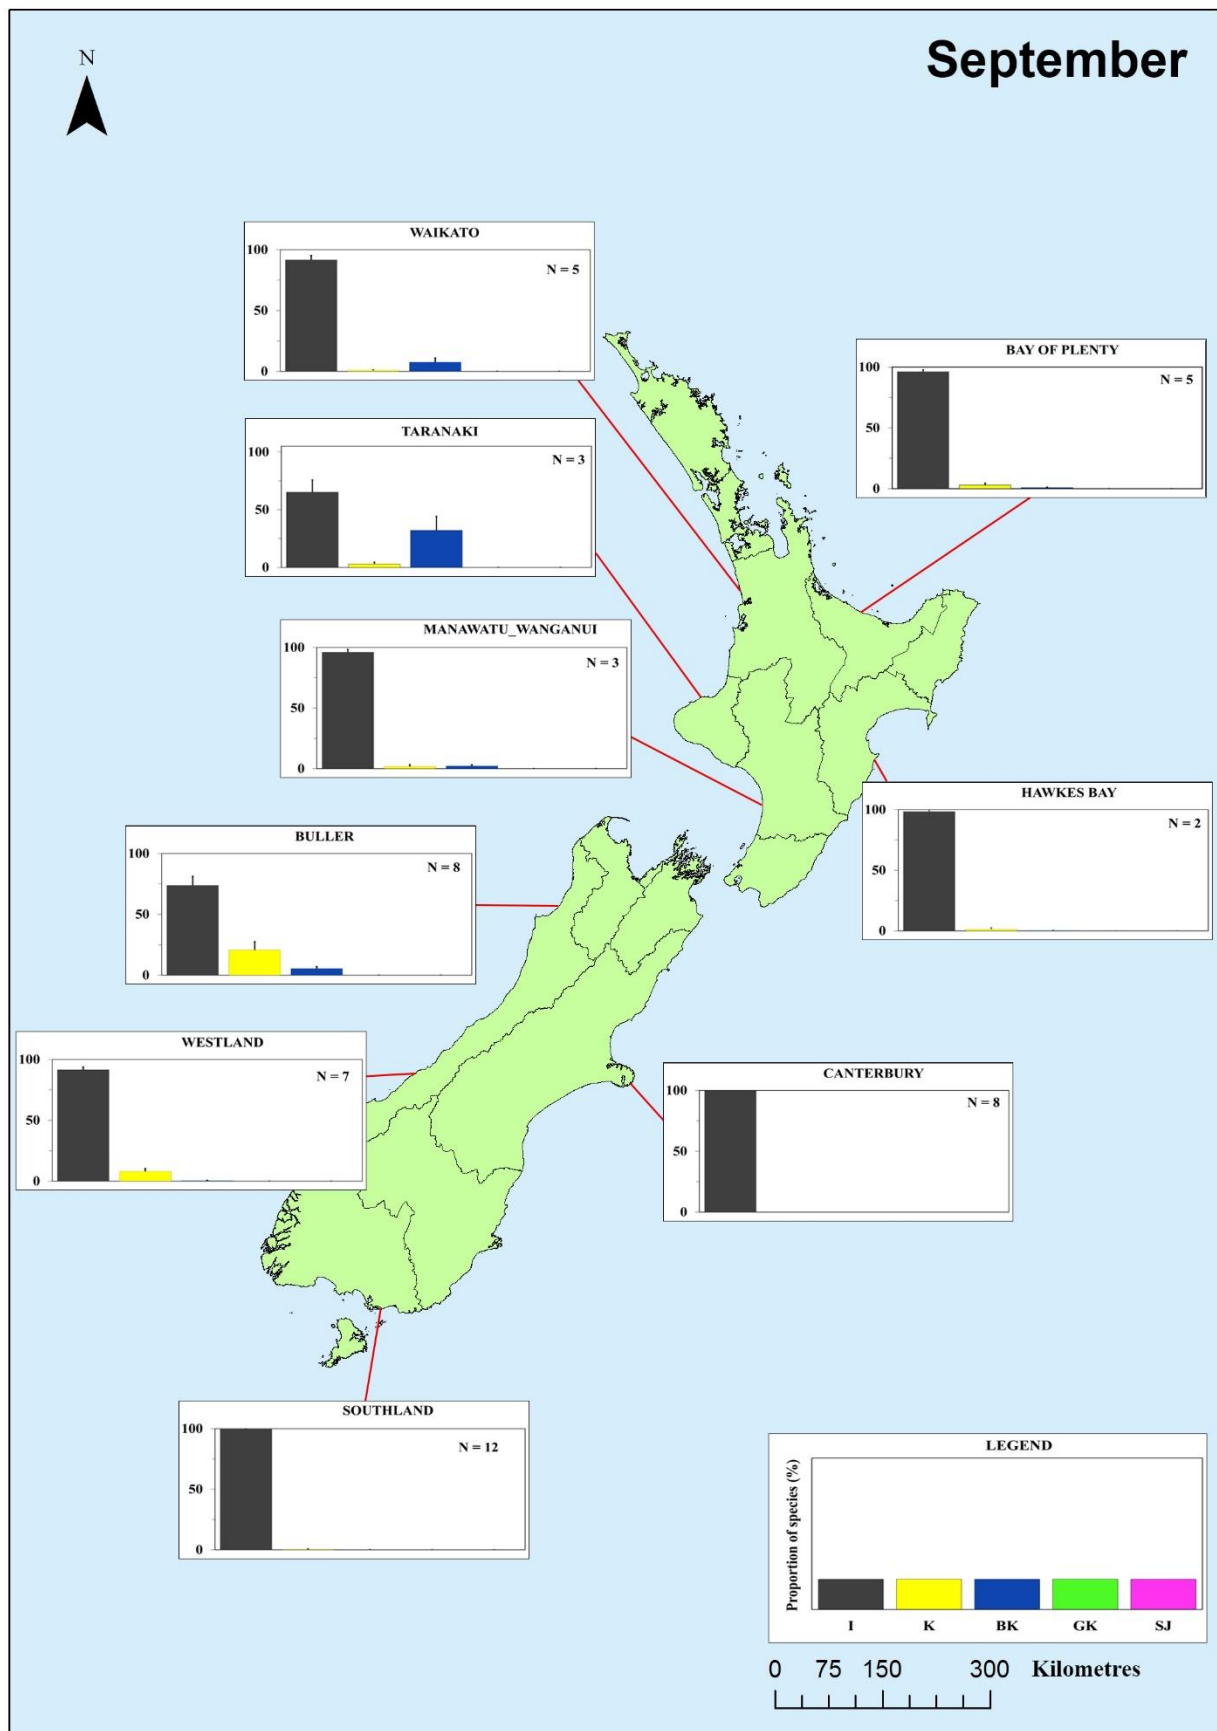 September
N
WAIKATO
100
N = 5
50
0
BAY OF PLENTY
100
N = 5
50
0
TARANAKI
100
N = 3
50
0
MANAWATU_WANGANUI
100
N = 3
50
0
HAWKES BAY
100
N = 2
50
0
BULLER
100
N = 8
50
0
WESTLAND
100
N = 7
50
0
CANTERBURY
100
N = 8
50
0
SOUTHLAND
100
N = 12
50
0
LEGEND
Proportion of species (%)
I K BK GK SJ
0 75 150 300 Kilometres